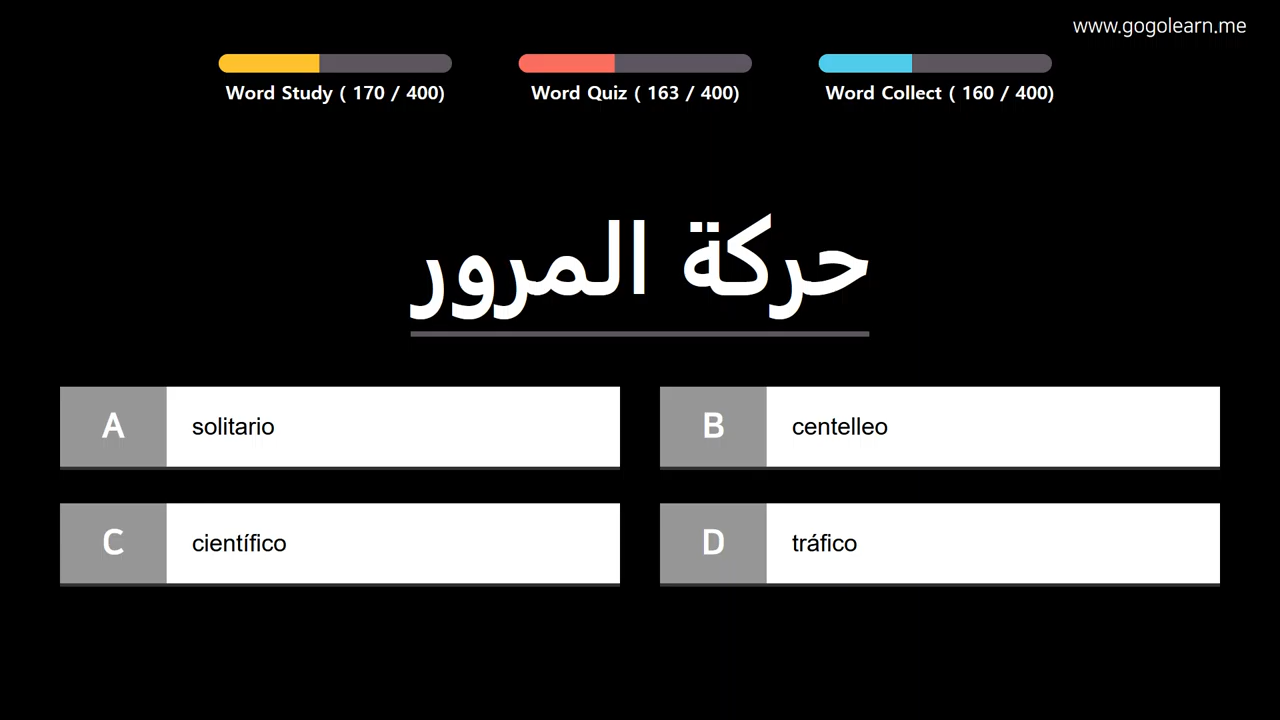 www.gogolearn.me
Word Study ( 170 / 400)
Word Quiz ( 163 / 400)
Word Collect ( 160 / 400)
حركة المرور
A solitario
B centelleo
C científico
D tráfico